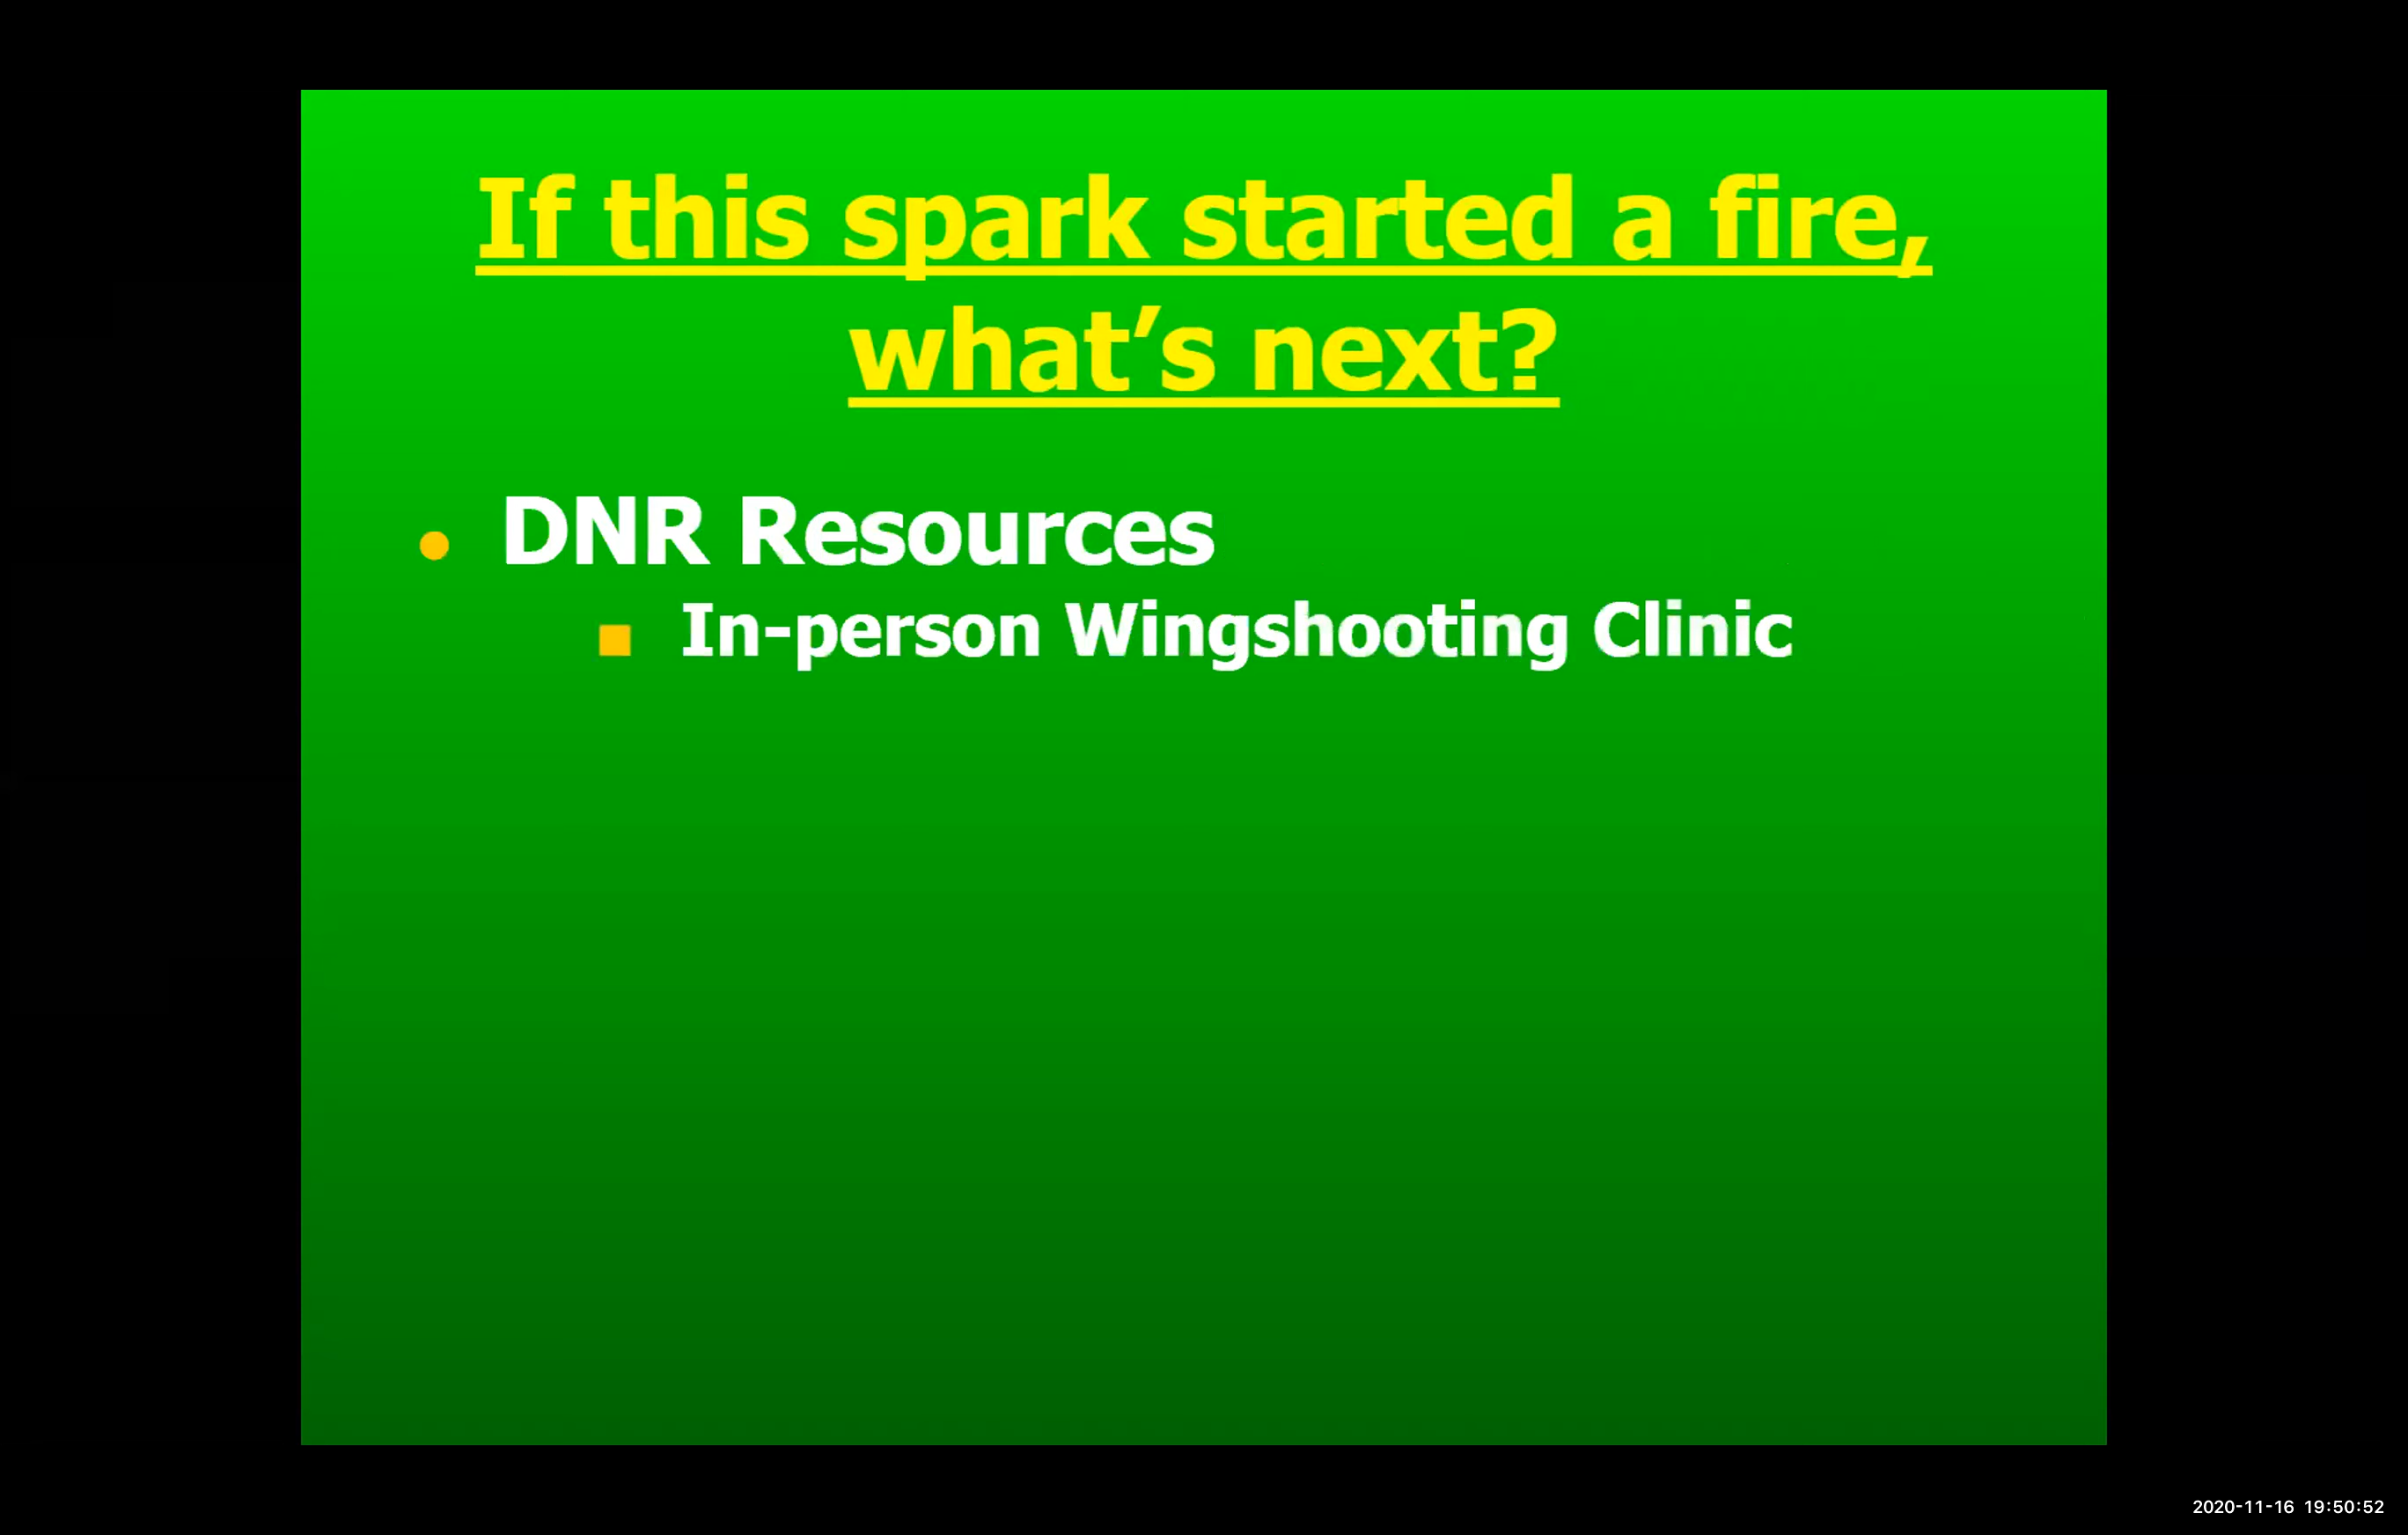 If this spark started a fire,
what’s next?
DNR Resources
In-person Wingshooting Clinic
2020-11-16 19:50:52